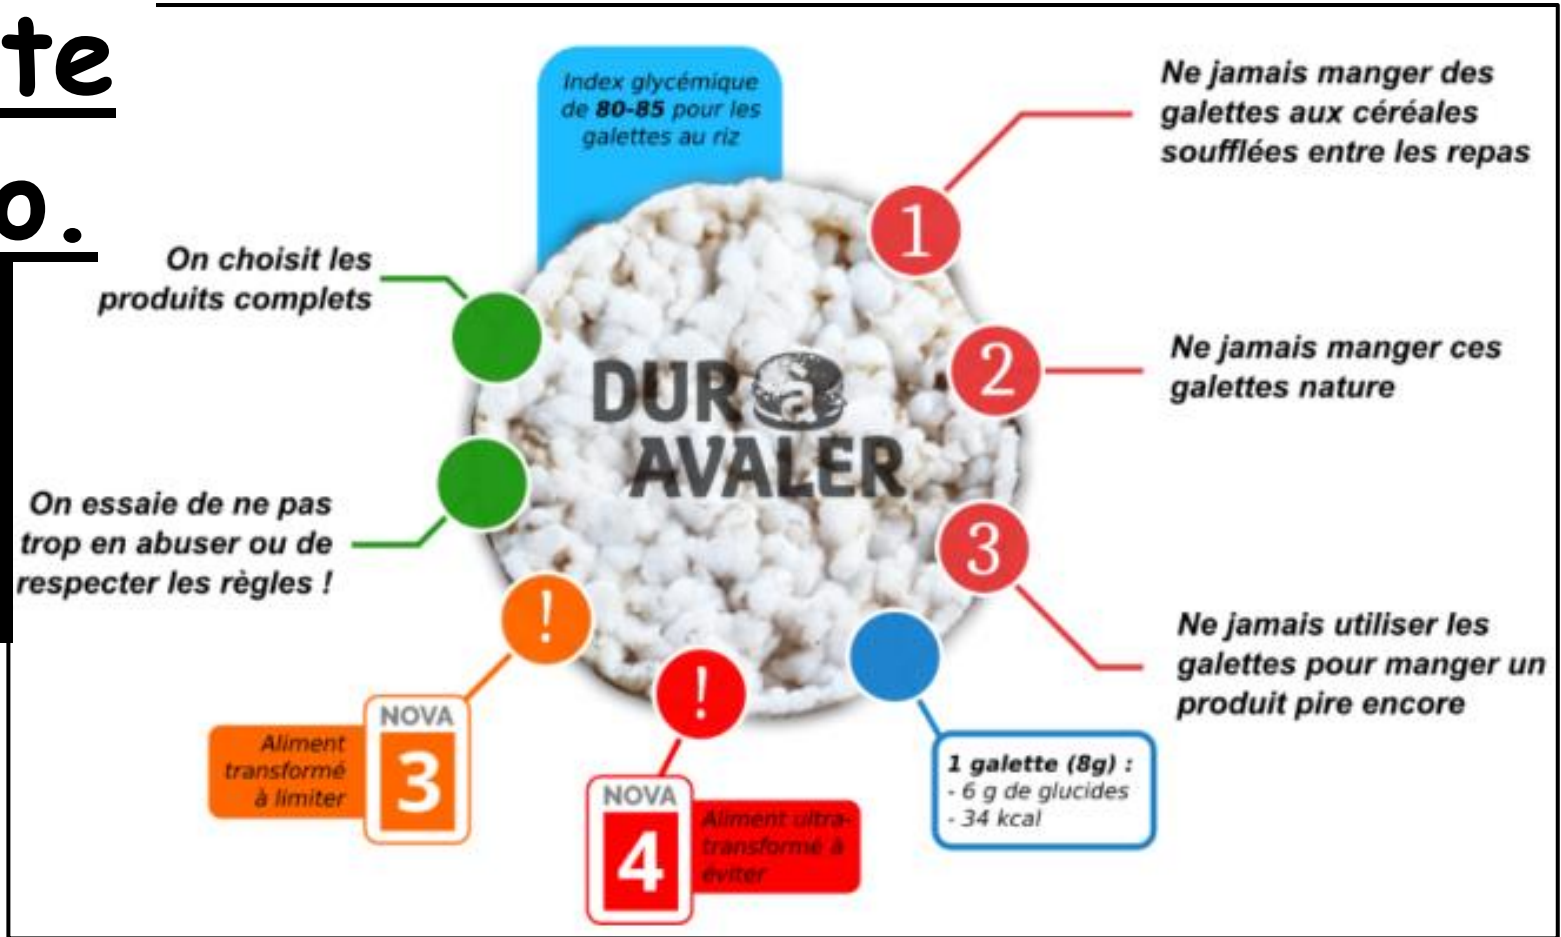 te
o.
Index glycémique
de 80-85 pour les
galettes au riz
Ne jamais manger des
galettes aux céréales
soufflées entre les repas
1
On choisit les
produits complets
2
Ne jamais manger ces
galettes nature
DUR a
AVALER
On essaie de ne pas
trop en abuser ou de
respecter les règles !
3
Ne jamais utiliser les
galettes pour manger un
produit pire encore
!
!
NOVA
3
Aliment
transformé
à limiter
NOVA
4
Aliment ultra-
transformé à
éviter
1 galette (8g) :
- 6 g de glucides
- 34 kcal